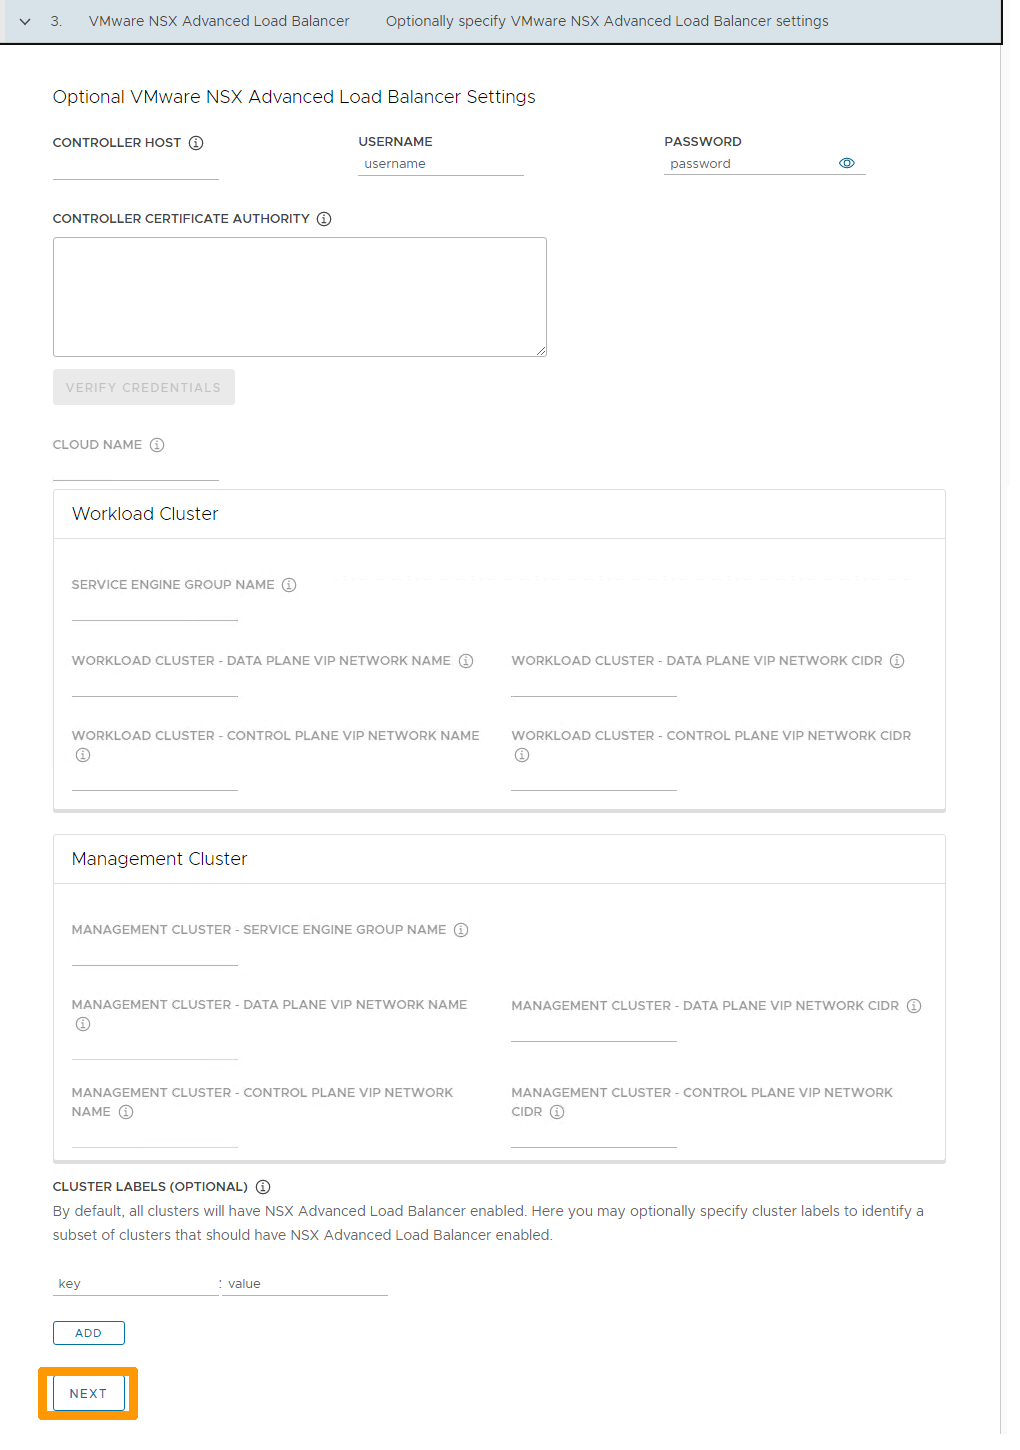 3. VMware NSX Advanced Load Balancer Optionally specify VMware NSX Advanced Load Balancer settings
Optional VMware NSX Advanced Load Balancer Settings
CONTROLLER HOST USERNAME PASSWORD
username password
CONTROLLER CERTIFICATE AUTHORITY
VERIFY CREDENTIALS
CLOUD NAME
Workload Cluster
SERVICE ENGINE GROUP NAME
WORKLOAD CLUSTER - DATA PLANE VIP NETWORK NAME WORKLOAD CLUSTER - DATA PLANE VIP NETWORK CIDR
WORKLOAD CLUSTER - CONTROL PLANE VIP NETWORK NAME WORKLOAD CLUSTER - CONTROL PLANE VIP NETWORK CIDR
Management Cluster
MANAGEMENT CLUSTER - SERVICE ENGINE GROUP NAME
MANAGEMENT CLUSTER - DATA PLANE VIP NETWORK NAME MANAGEMENT CLUSTER - DATA PLANE VIP NETWORK CIDR
MANAGEMENT CLUSTER - CONTROL PLANE VIP NETWORK
NAME
MANAGEMENT CLUSTER - CONTROL PLANE VIP NETWORK
CIDR
CLUSTER LABELS (OPTIONAL)
By default, all clusters will have NSX Advanced Load Balancer enabled. Here you may optionally specify cluster labels to identify a
subset of clusters that should have NSX Advanced Load Balancer enabled.
key : value
ADD
NEXT